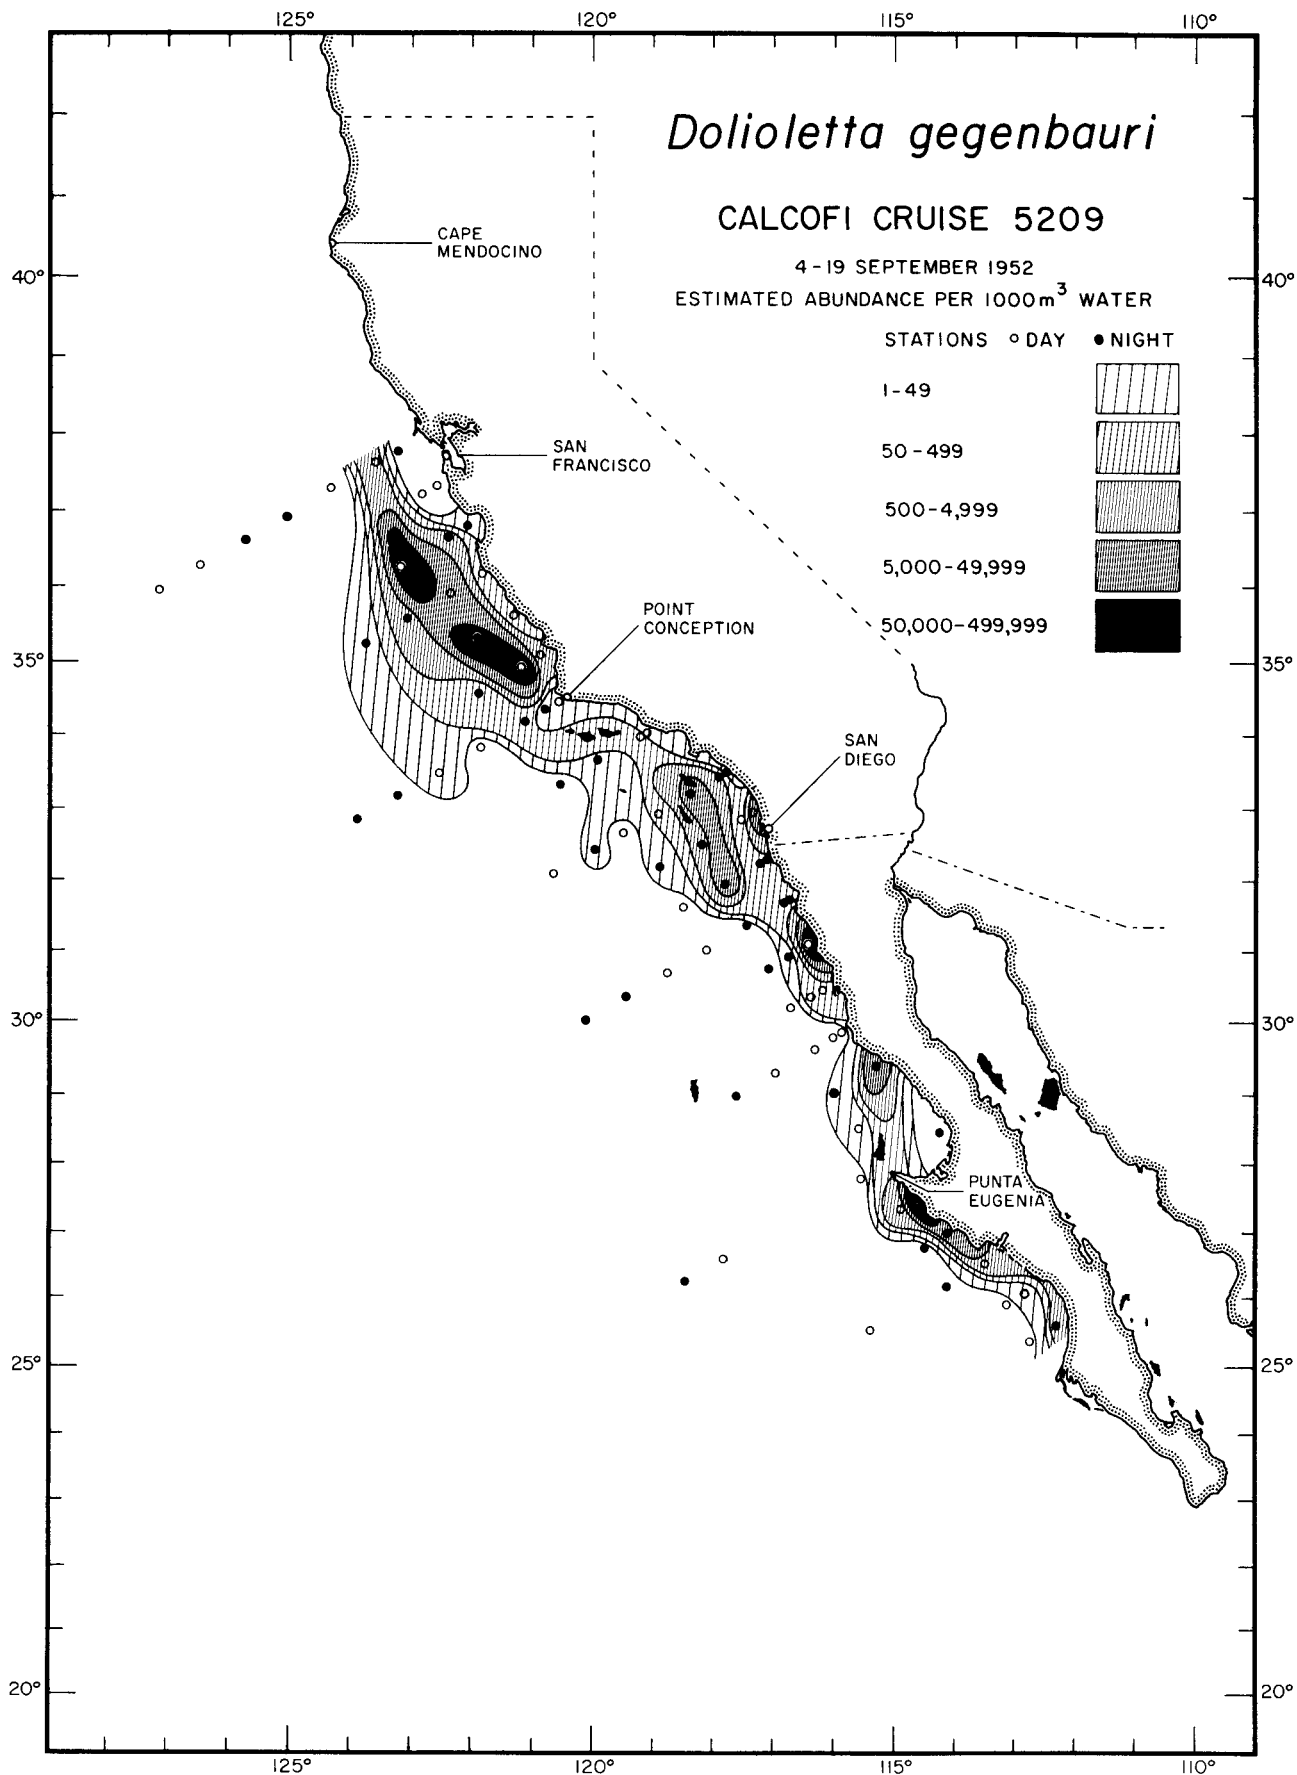 125° 120° 115° 110°
Dolioletta gegenbauri
CALCOFI CRUISE 5209
4-19 SEPTEMBER 1952
ESTIMATED ABUNDANCE PER 1000m³ WATER
STATIONS ○ DAY ● NIGHT
1-49
50-499
500-4,999
5,000-49,999
50,000-499,999
CAPE
MENDOCINO
40° 40°
SAN
FRANCISCO
POINT
CONCEPTION
35° 35°
SAN
DIEGO
30° 30°
PUNTA
EUGENIA
25° 25°
20° 20°
125° 120° 115° 110°